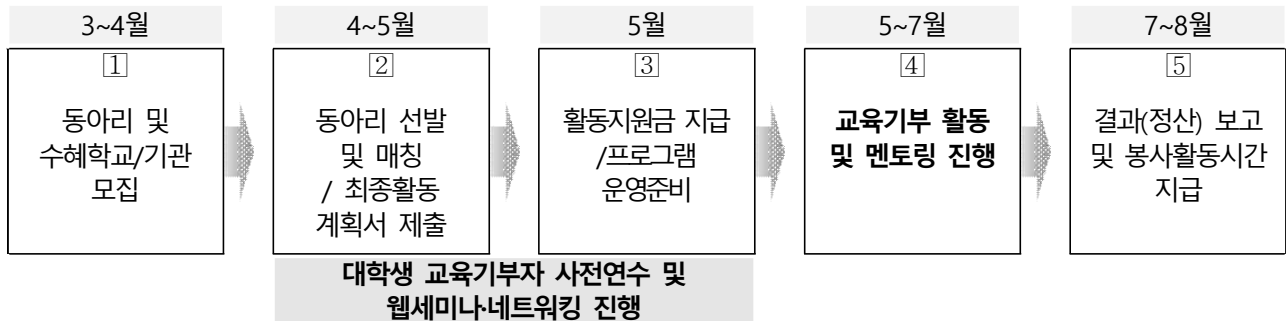 3~4월
1
동아리 및
수혜학교/기관
모집
4~5월
2
동아리 선발
및 매칭
/ 최종활동
계획서 제출
5월
3
활동지원금 지급
/프로그램
운영준비
5~7월
4
교육기부 활동
및 멘토링 진행
7~8월
5
결과(정산) 보고
및 봉사활동시간
지급
대학생 교육기부자 사전연수 및
웹세미나·네트워킹 진행